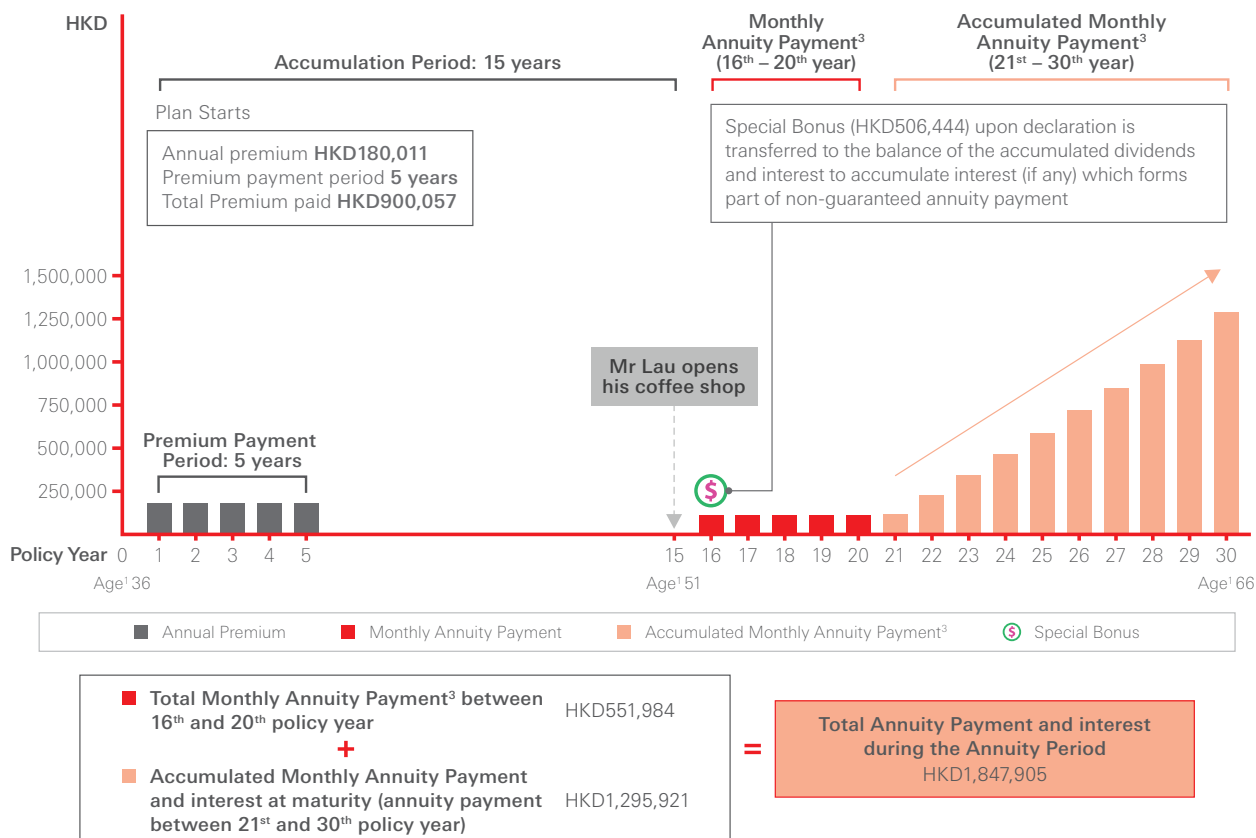 HKD
Accumulation Period: 15 years
Monthly
Annuity Payment³
(16th – 20th year)
Accumulated Monthly
Annuity Payment³
(21st – 30th year)
Plan Starts
Annual premium HKD180,011
Premium payment period 5 years
Total Premium paid HKD900,057
Special Bonus (HKD506,444) upon declaration is
transferred to the balance of the accumulated dividends
and interest to accumulate interest (if any) which forms
part of non-guaranteed annuity payment
1,500,000
1,250,000
1,000,000
750,000
500,000
250,000
Mr Lau opens
his coffee shop
Premium Payment
Period: 5 years
$
Policy Year 0 1 2 3 4 5 15 16 17 18 19 20 21 22 23 24 25 26 27 28 29 30
Age¹ 36 Age¹ 51 Age¹ 66
Annual Premium Monthly Annuity Payment Accumulated Monthly Annuity Payment³ $ Special Bonus
Total Monthly Annuity Payment³ between
16th and 20th policy year
HKD551,984
+
Accumulated Monthly Annuity Payment
and interest at maturity (annuity payment
between 21st and 30th policy year)
HKD1,295,921
=
Total Annuity Payment and interest
during the Annuity Period
HKD1,847,905